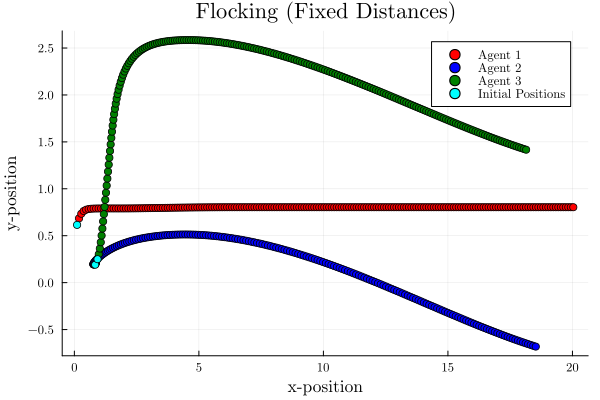 Flocking (Fixed Distances)
2.5
2.0
1.5
1.0
0.5
0.0
−0.5
y-position
Agent 1
Agent 2
Agent 3
Initial Positions
0
5
10
15
20
x-position